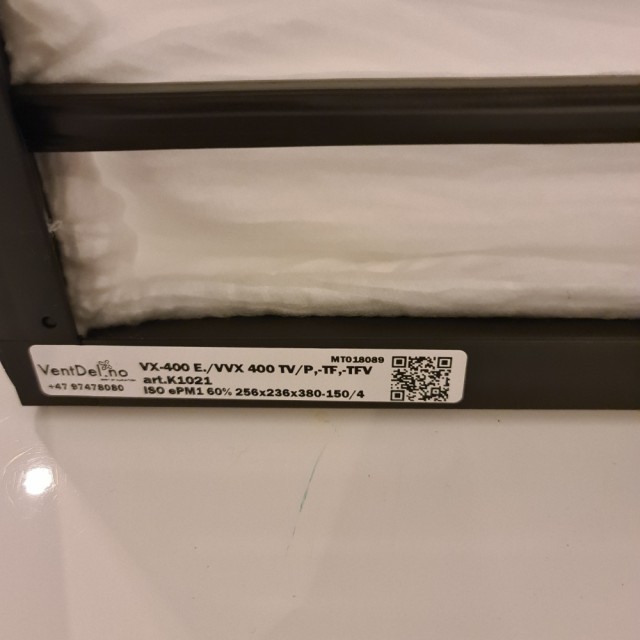 MT018089
VentDel.no
VX-400 E./VVX 400 TV/P,-TF,-TFV
+47 97478080
art.K1021
ISO ePM1 60% 256x236x380-150/4